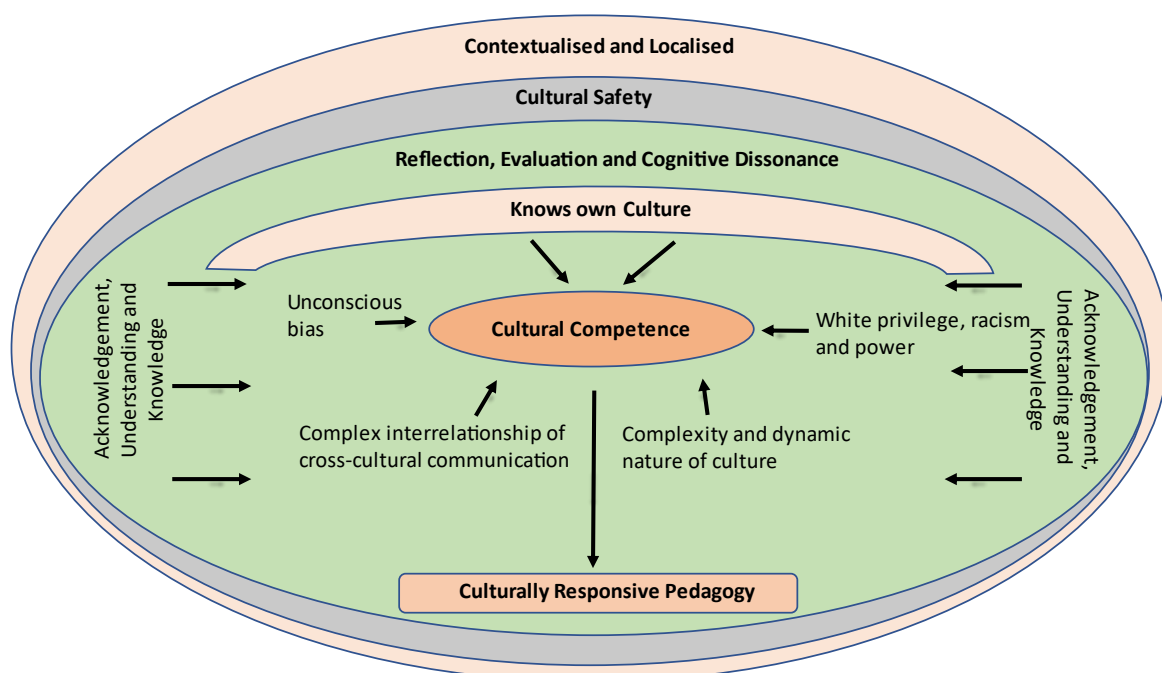 Contextualised and Localised
Cultural Safety
Reflection, Evaluation and Cognitive Dissonance
Knows own Culture
Acknowledgement,
Understanding and
Knowledge
Unconscious
bias
Cultural Competence
White privilege, racism
and power
Acknowledgement,
Understanding and
Knowledge
Complex interrelationship of
cross-cultural communication
Complexity and dynamic
nature of culture
Culturally Responsive Pedagogy